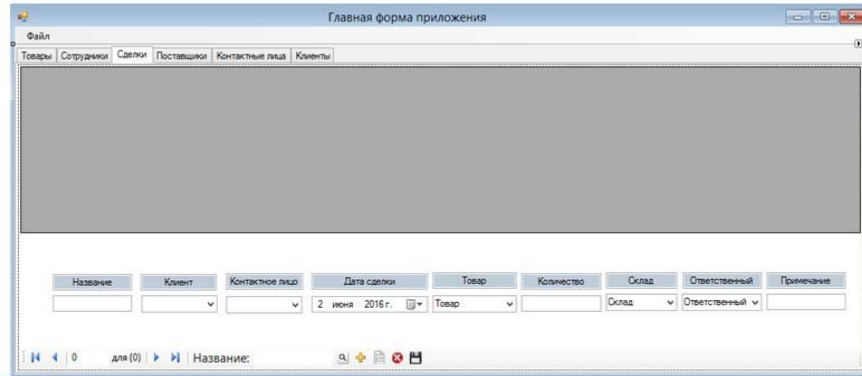 Главная форма приложения
Файл
Товары Сотрудники Сделки Поставщики Контактные лица Клиенты
Название Клиент Контактное лицо Дата сделки Товар Количество Склад Ответственный Примечание
2 июня 2016 г. Товар Склад Ответственный
0 для (0) Название: